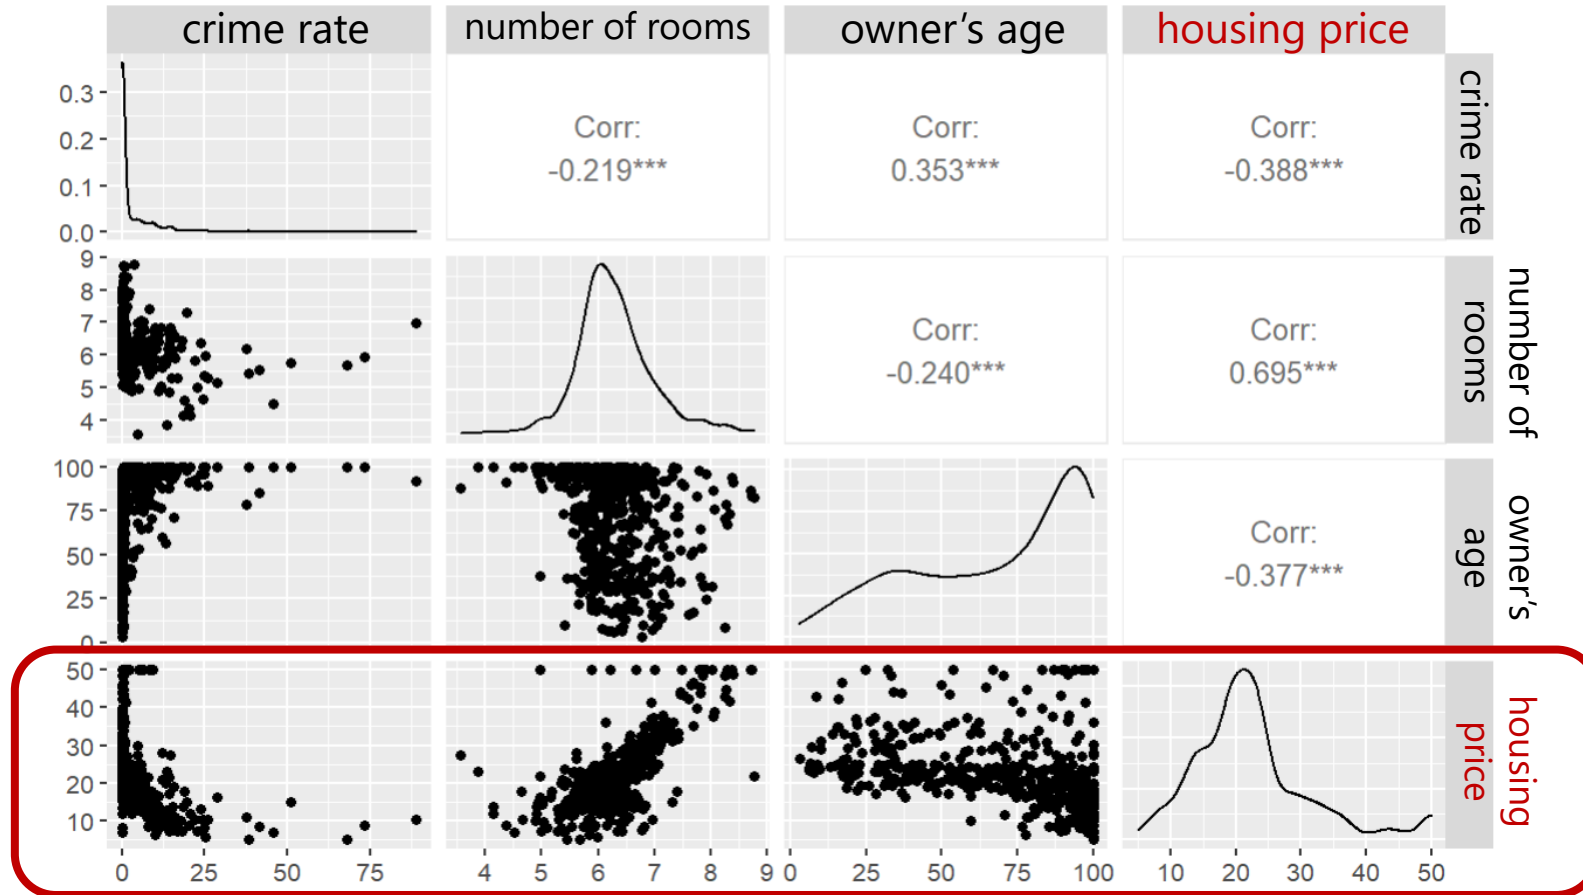 crime rate
number of rooms
owner’s age
housing price
0.3
0.2
0.1
0.0
Corr:
-0.219***
Corr:
0.353***
Corr:
-0.388***
crime rate
9
8
7
6
5
4
Corr:
-0.240***
Corr:
0.695***
number of
rooms
100
75
50
25
0
Corr:
-0.377***
owner’s
age
50
40
30
20
10
housing
price
0 25 50 75
4 5 6 7 8 9
0 25 50 75 100
10 20 30 40 50